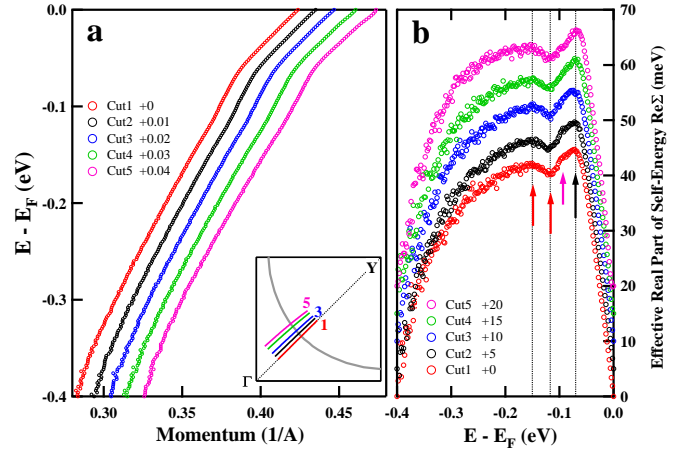 a
E - E_F (eV)
0.0
-0.1
-0.2
-0.3
-0.4
Cut1 +0
Cut2 +0.01
Cut3 +0.02
Cut4 +0.03
Cut5 +0.04
Y
5
3
1
Γ
0.30
0.35
0.40
0.45
Momentum (1/A)
b
Cut5 +20
Cut4 +15
Cut3 +10
Cut2 +5
Cut1 +0
-0.4
-0.3
-0.2
-0.1
0.0
E - E_F (eV)
70
60
50
40
30
20
10
0
Effective Real Part of Self-Energy ReΣ (meV)